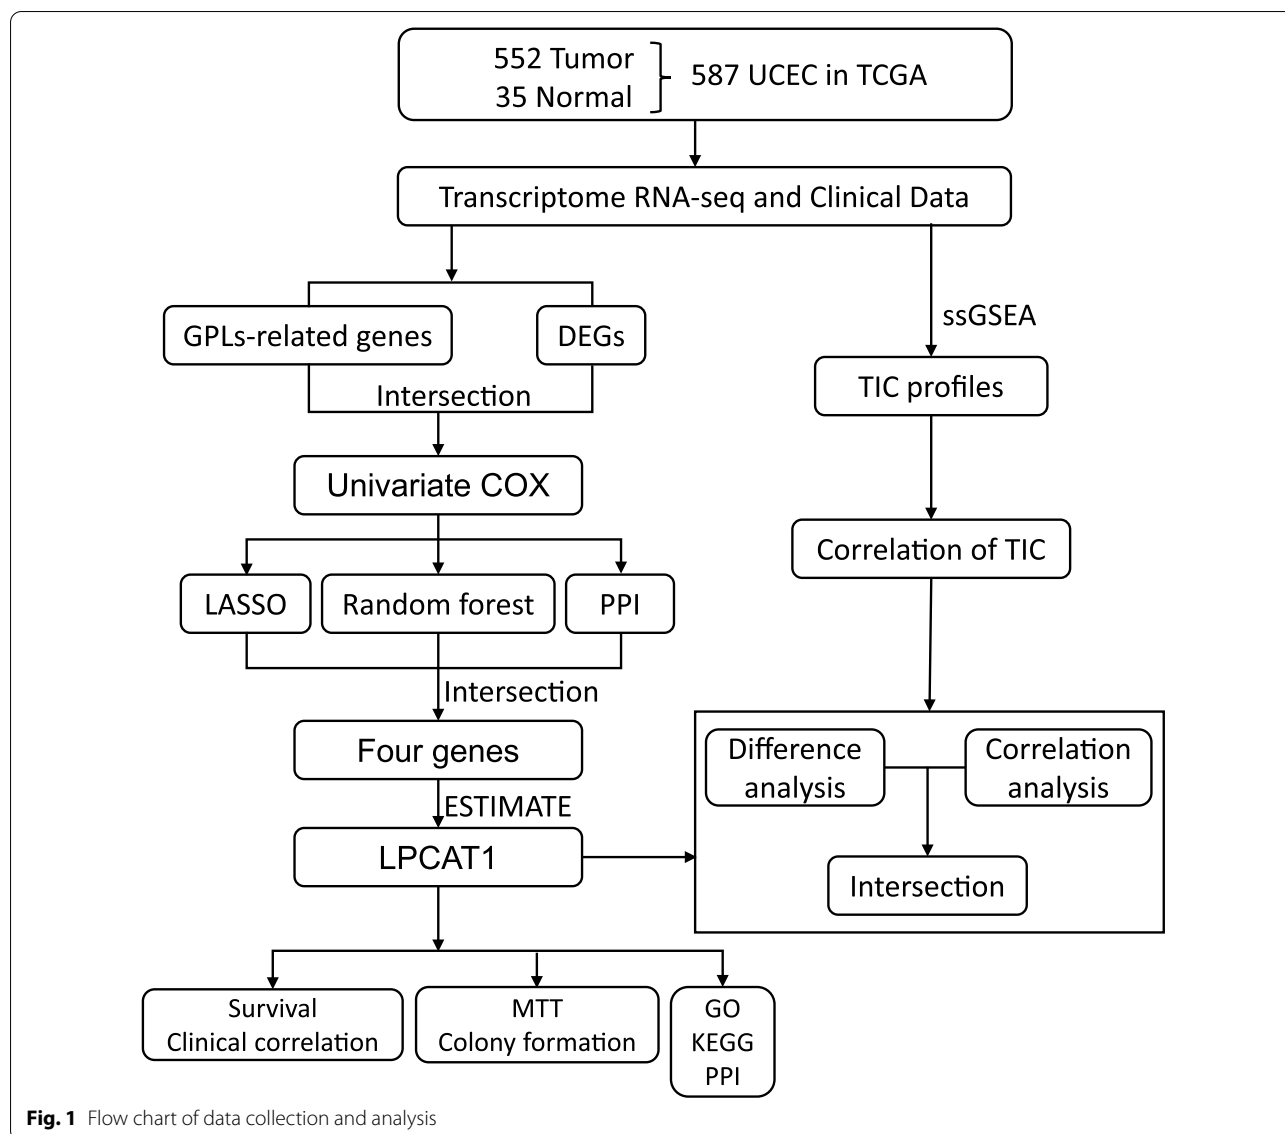 552 Tumor
35 Normal
587 UCEC in TCGA
Transcriptome RNA-seq and Clinical Data
GPLs-related genes
DEGs
ssGSEA
Intersection
TIC profiles
Univariate COX
Correlation of TIC
LASSO
Random forest
PPI
Intersection
Four genes
ESTIMATE
LPCAT1
Difference
analysis
Correlation
analysis
Intersection
Survival
Clinical correlation
MTT
Colony formation
GO
KEGG
PPI
Fig. 1 Flow chart of data collection and analysis